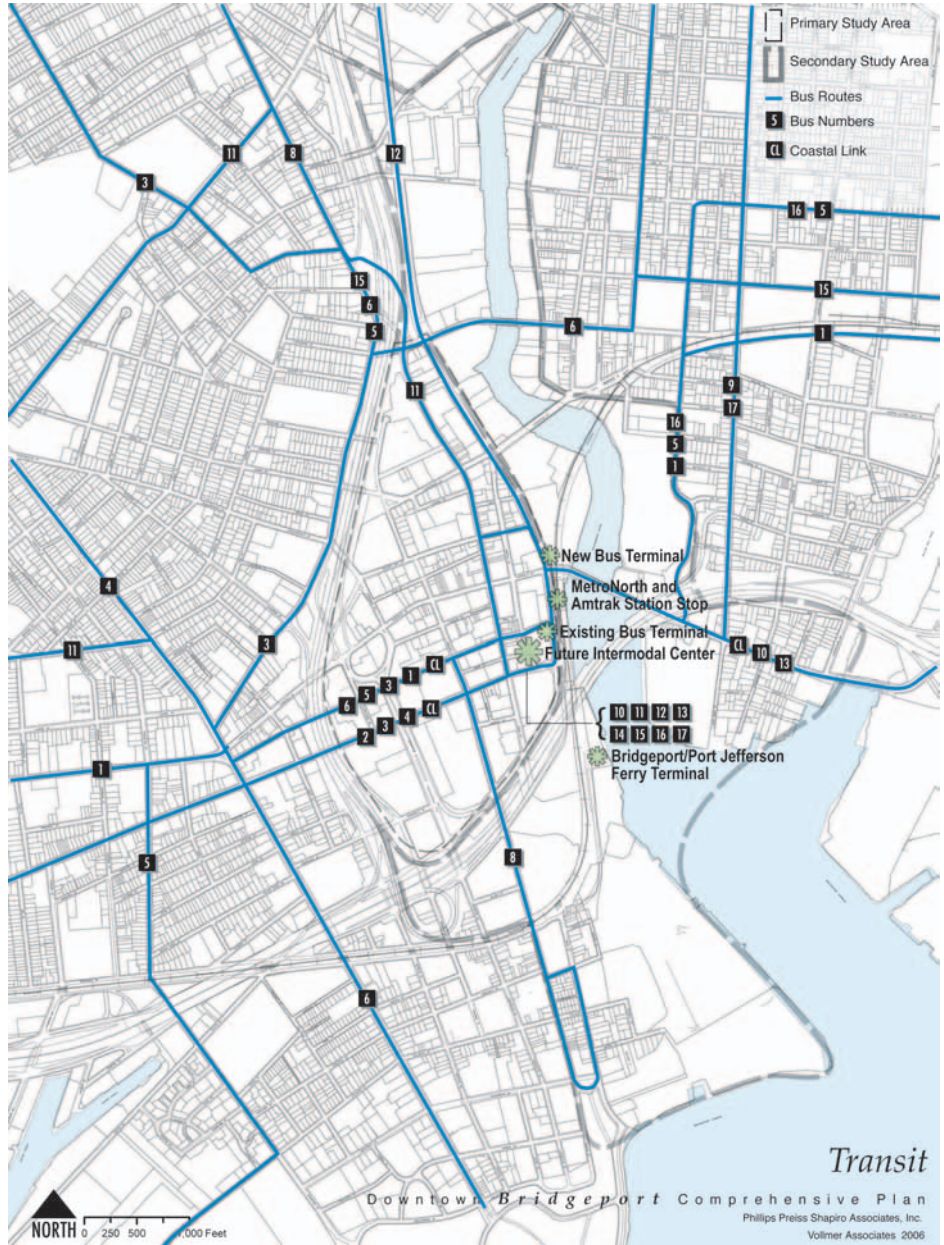 Primary Study Area
Secondary Study Area
Bus Routes
5 Bus Numbers
CL Coastal Link
11
8
12
3
16 5
15
6
5
15
6
1
11
9
17
16
5
1
New Bus Terminal
MetroNorth and
Amtrak Station Stop
4
Existing Bus Terminal
Future Intermodal Center
11
3
CL 10 13
6 5 3 1 CL
2 3 4 CL
10 11 12 13
14 15 16 17
Bridgeport/Port Jefferson
Ferry Terminal
1
5
8
6
Transit
Downtown Bridgeport Comprehensive Plan
Phillips Preiss Shapiro Associates, Inc.
Vollmer Associates 2006
NORTH
0 250 500 1,000 Feet